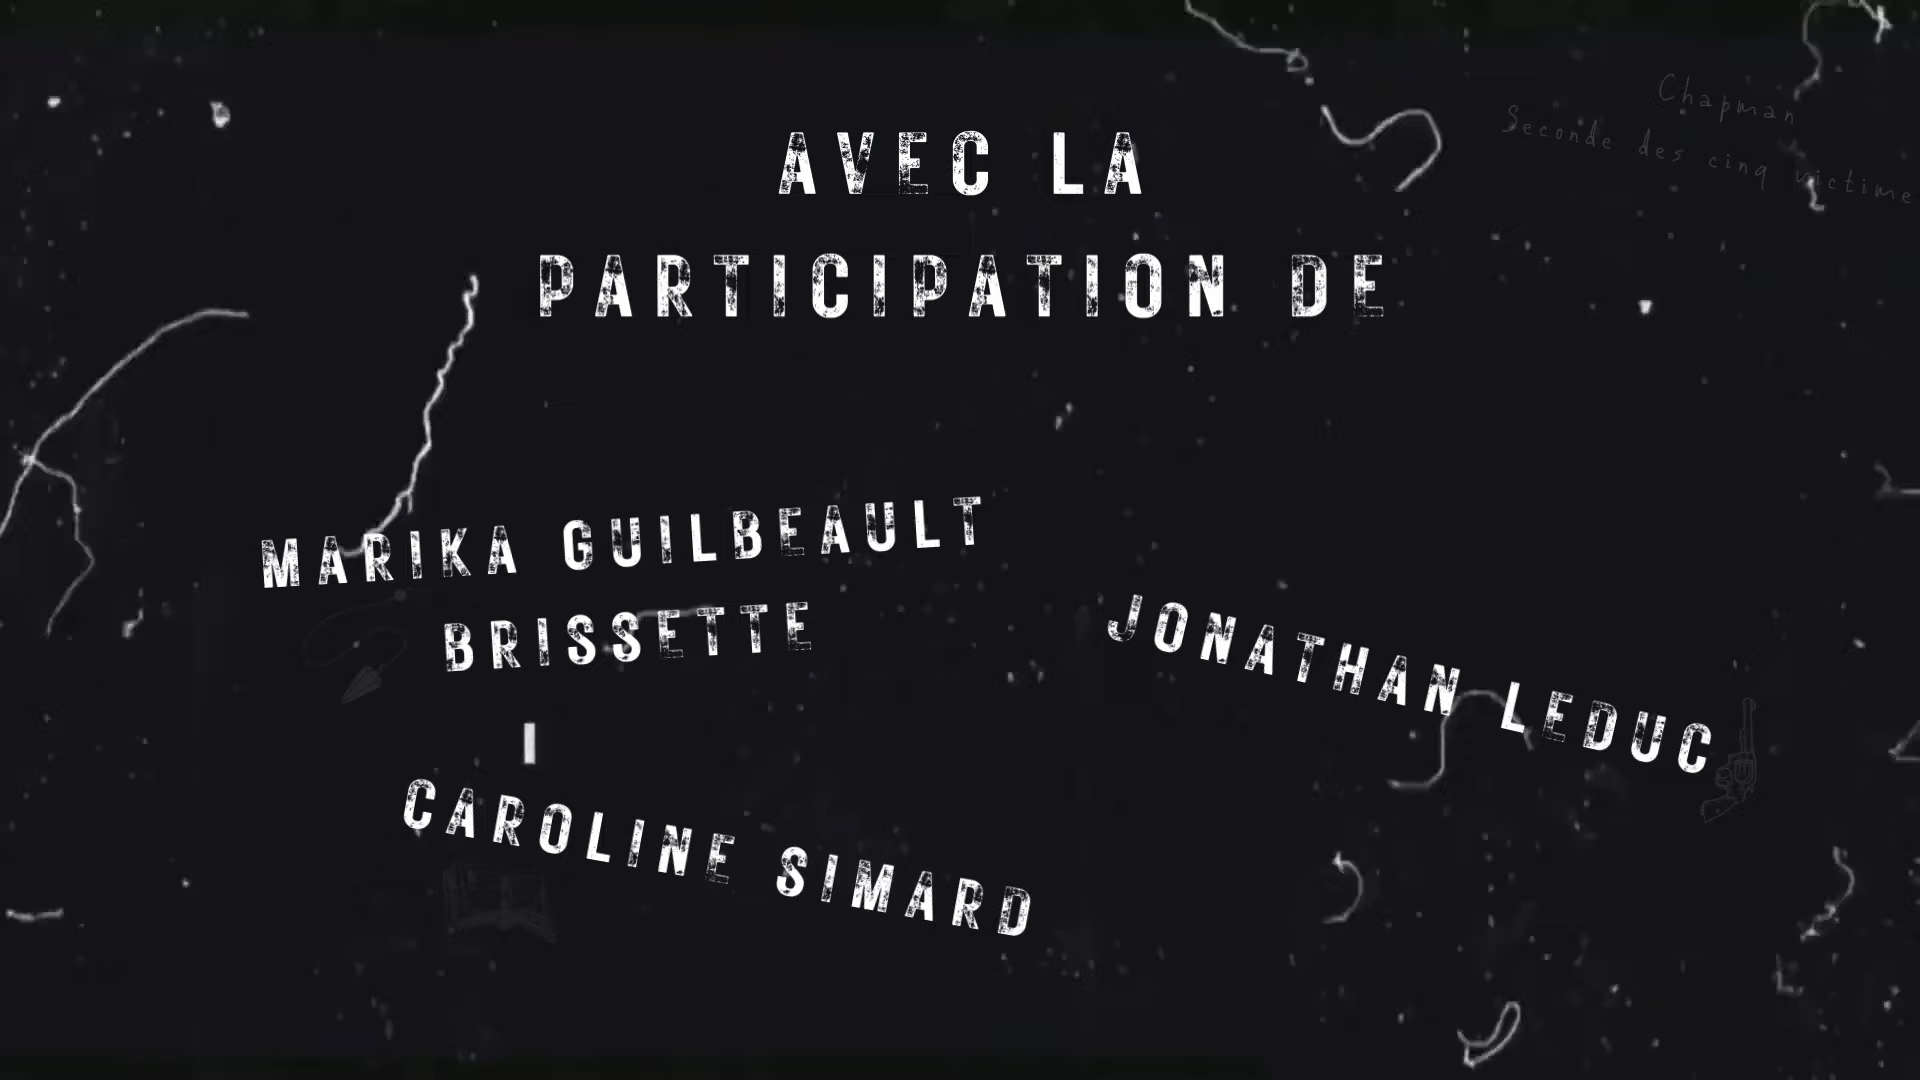 AVEC LA
PARTICIPATION DE
Chapman
Seconde des cinq victime
MARIKA GUILBEAULT
BRISSETTE
JONATHAN LEDUC
CAROLINE SIMARD